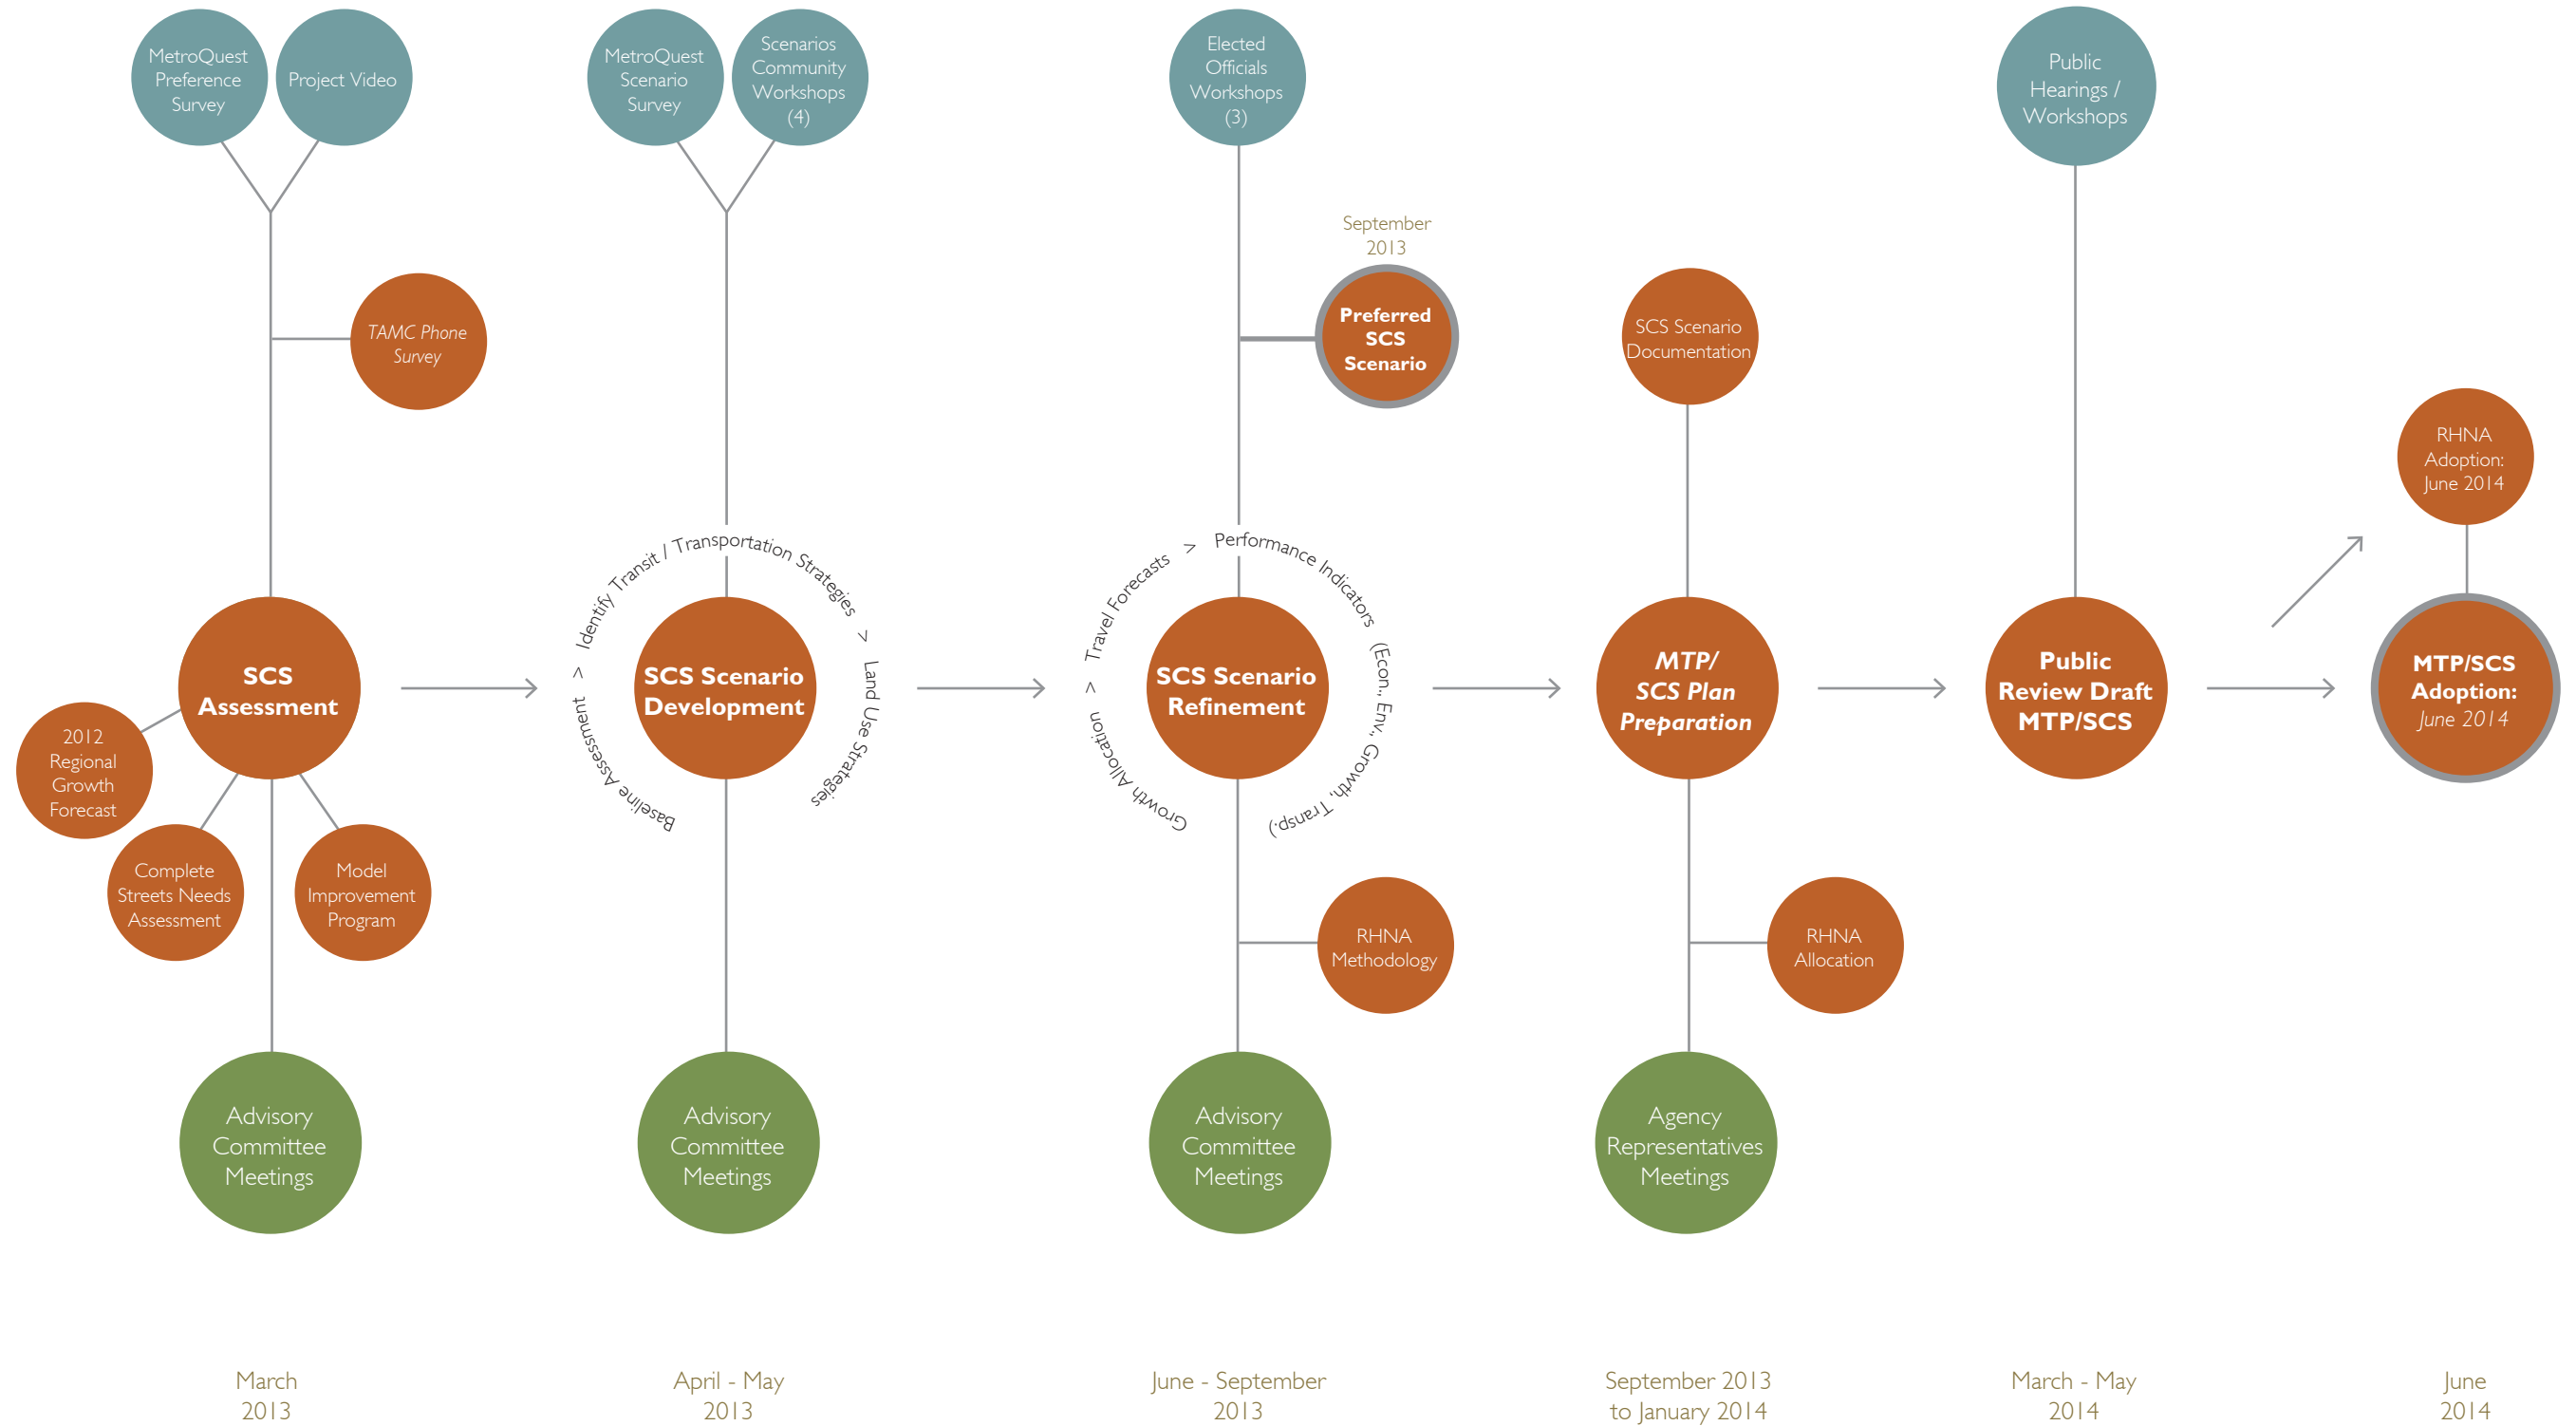 MetroQuest
Preference
Survey
Project Video
MetroQuest
Scenario
Survey
Scenarios
Community
Workshops
(4)
Elected
Officials
Workshops
(3)
Public
Hearings /
Workshops
TAMC Phone
Survey
September
2013
Preferred
SCS
Scenario
SCS Scenario
Documentation
RHNA
Adoption:
June 2014
SCS
Assessment
Baseline Assessment > Identify Transit / Transportation Strategies > Land Use Strategies
SCS Scenario
Development
Growth Allocation > Travel Forecasts > Performance Indicators (Econ., Env., Growth, Transp.)
SCS Scenario
Refinement
MTP/
SCS Plan
Preparation
Public
Review Draft
MTP/SCS
MTP/SCS
Adoption:
June 2014
2012
Regional
Growth
Forecast
Complete
Streets Needs
Assessment
Model
Improvement
Program
RHNA
Methodology
RHNA
Allocation
Advisory
Committee
Meetings
Advisory
Committee
Meetings
Advisory
Committee
Meetings
Agency
Representatives
Meetings
March
2013
April - May
2013
June - September
2013
September 2013
to January 2014
March - May
2014
June
2014